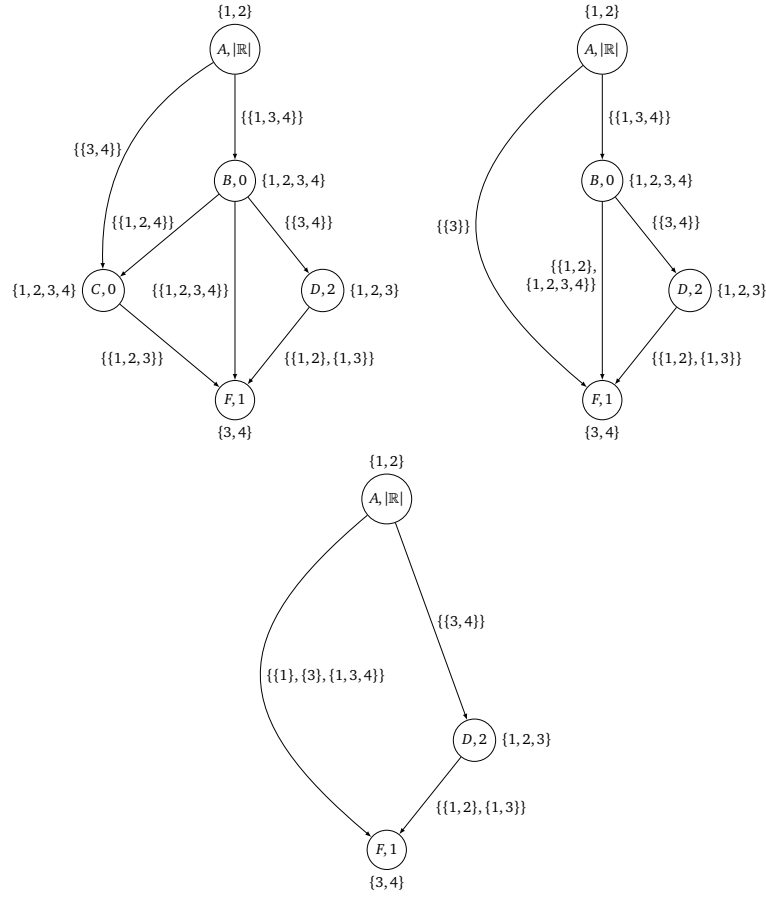 {1,2}
{1,2}
A,|ℝ|
A,|ℝ|
{{1,3,4}}
{{1,3,4}}
{{3,4}}
B,0 {1,2,3,4}
B,0 {1,2,3,4}
{{1,2,4}}
{{3,4}}
{{3}}
{{3,4}}
{1,2,3,4} C,0
{{1,2,3,4}}
D,2 {1,2,3}
{{1,2},
{1,2,3,4}}
D,2 {1,2,3}
{{1,2,3}}
{{1,2},{1,3}}
{{1,2},{1,3}}
F,1
F,1
{3,4}
{3,4}
{1,2}
A,|ℝ|
{{3,4}}
{{1},{3},{1,3,4}}
D,2 {1,2,3}
{{1,2},{1,3}}
F,1
{3,4}